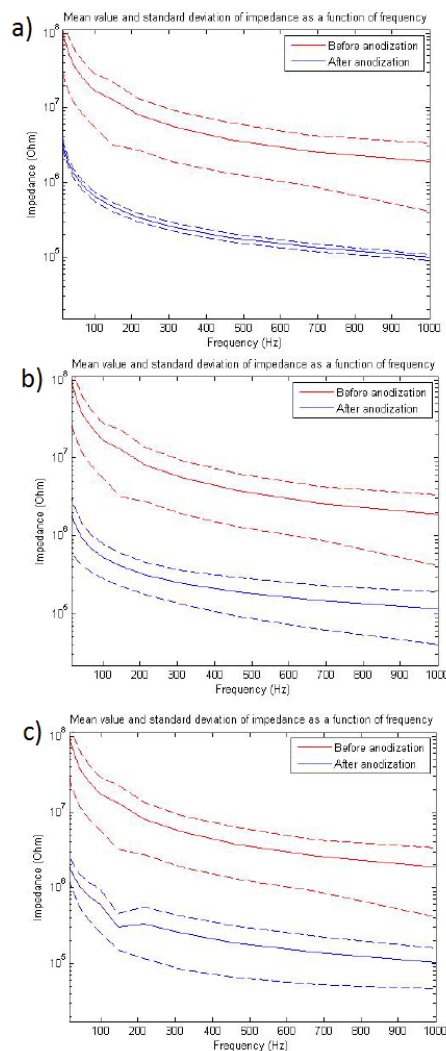 a)
Mean value and standard deviation of impedance as a function of frequency
Before anodization
After anodization
Impedance (Ohm)
10^8
10^7
10^6
10^5
100 200 300 400 500 600 700 800 900 1000
Frequency (Hz)
b)
Mean value and standard deviation of impedance as a function of frequency
Before anodization
After anodization
Impedance (Ohm)
10^8
10^7
10^6
10^5
100 200 300 400 500 600 700 800 900 1000
Frequency (Hz)
c)
Mean value and standard deviation of impedance as a function of frequency
Before anodization
After anodization
Impedance (Ohm)
10^8
10^7
10^6
10^5
100 200 300 400 500 600 700 800 900 1000
Frequency (Hz)